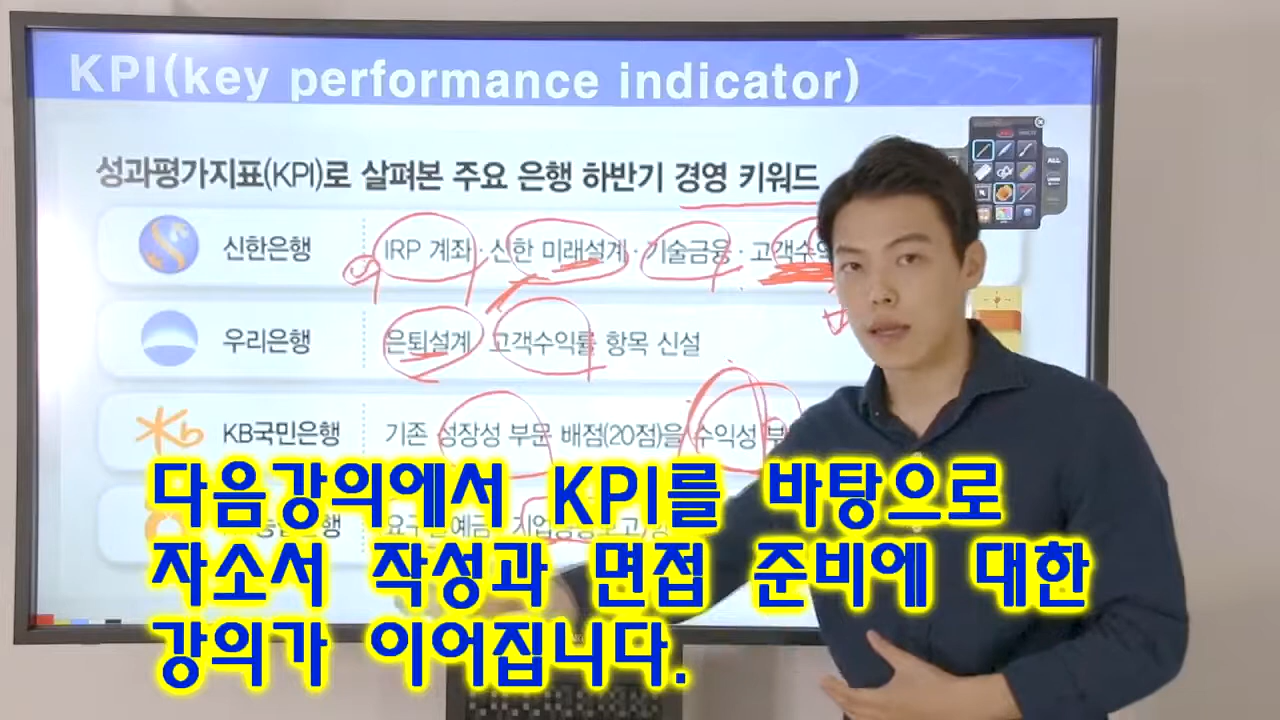 KPI(key performance indicator)
성과평가지표(KPI)로 살펴본 주요 은행 하반기 경영 키워드
신한은행 IRP 계좌·신한 미래설계·기술금융·고객수익
우리은행 은퇴설계 고객수익률 항목 신설
KB국민은행 기존 성장성 부문 배점(20점)을 수익성
ALL
다음강의에서 KPI를 바탕으로
자소서 작성과 면접 준비에 대한
강의가 이어집니다.